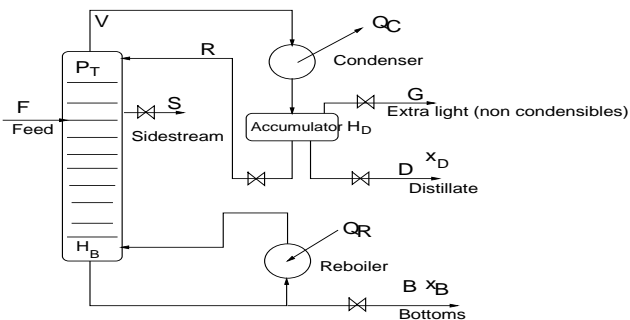 V
Q_C
R
Condenser
P_T
G
Extra light (non condensibles)
F
Feed
S
Sidestream
Accumulator H_D
D x_D
Distillate
H_B
Q_R
Reboiler
B x_B
Bottoms